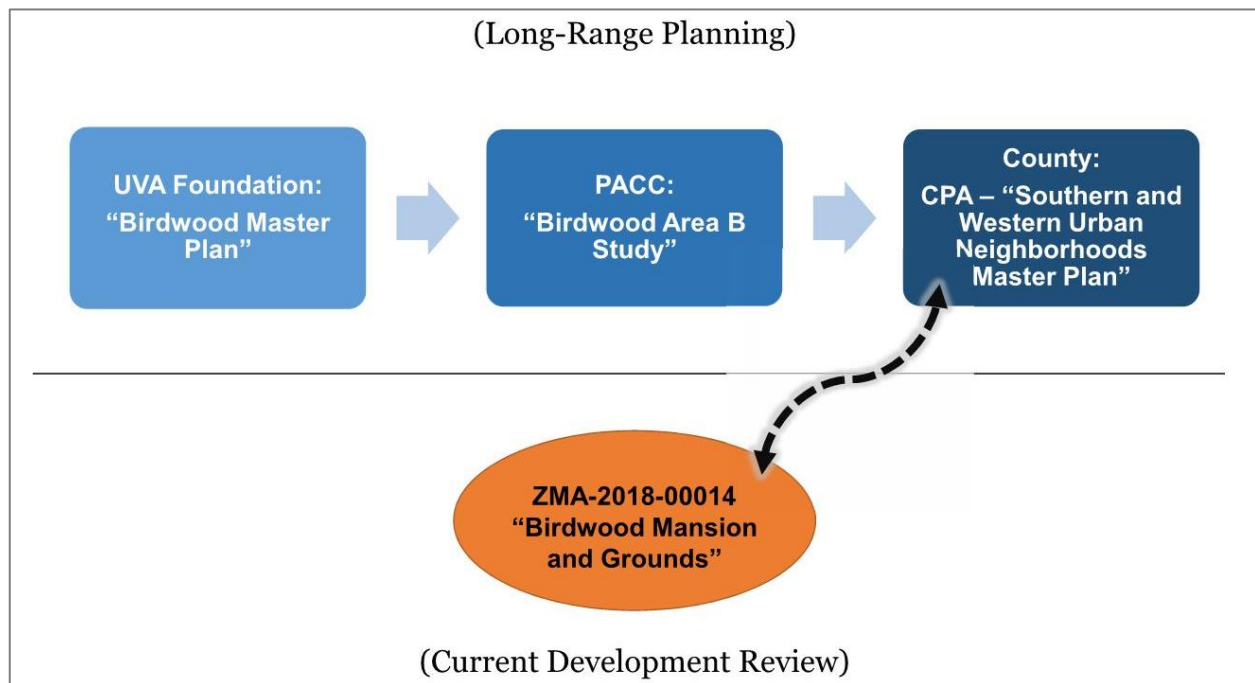 (Long-Range Planning)
UVA Foundation:
“Birdwood Master
Plan”
PACC:
“Birdwood Area B
Study”
County:
CPA – “Southern and
Western Urban
Neighborhoods
Master Plan”
ZMA-2018-00014
“Birdwood Mansion
and Grounds”
(Current Development Review)